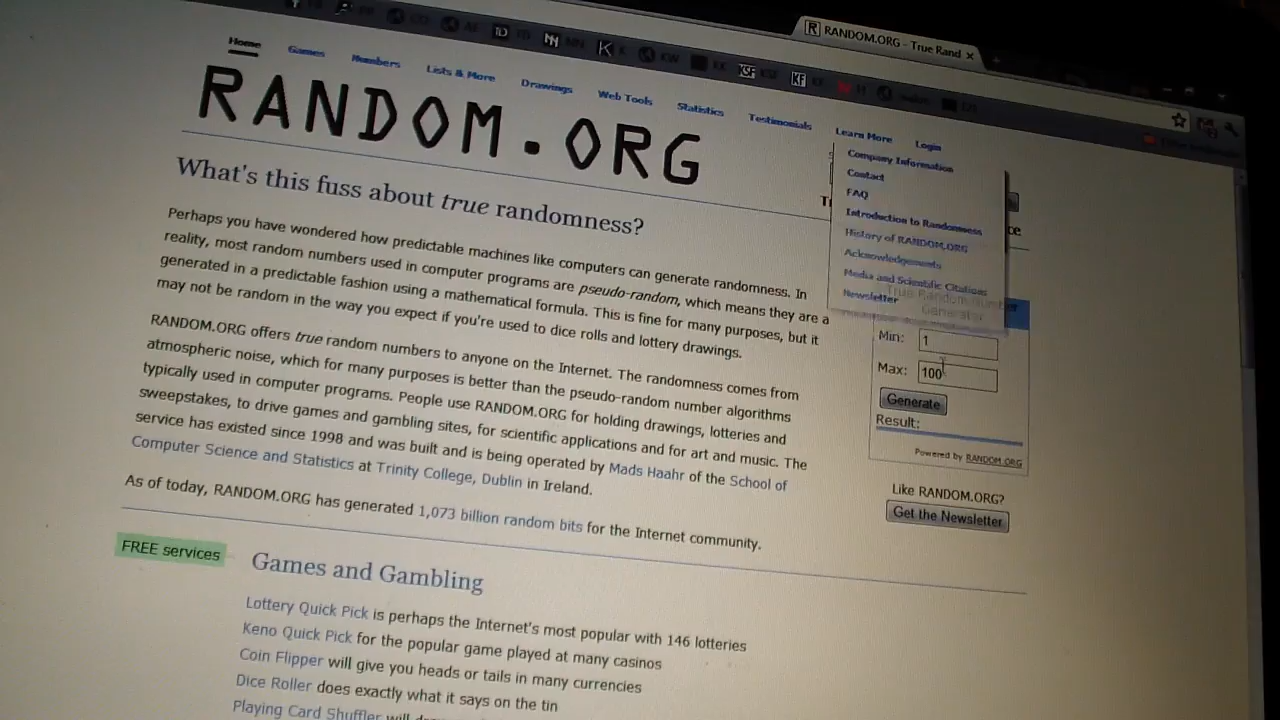 RANDOM.ORG - True Rand
Home Games Numbers Lists & More Drawings Web Tools Statistics Testimonials Learn More Login
RANDOM.ORG
Company Information
Contact
FAQ
Introduction to Randomness
History of RANDOM.ORG
Acknowledgements
Media and Scientific Citations
Newsletter
What's this fuss about true randomness?
Perhaps you have wondered how predictable machines like computers can generate randomness. In
reality, most random numbers used in computer programs are pseudo-random, which means they are a
generated in a predictable fashion using a mathematical formula. This is fine for many purposes, but it
may not be random in the way you expect if you're used to dice rolls and lottery drawings.
RANDOM.ORG offers true random numbers to anyone on the Internet. The randomness comes from
atmospheric noise, which for many purposes is better than the pseudo-random number algorithms
typically used in computer programs. People use RANDOM.ORG for holding drawings, lotteries and
sweepstakes, to drive games and gambling sites, for scientific applications and for art and music. The
service has existed since 1998 and was built and is being operated by Mads Haahr of the School of
Computer Science and Statistics at Trinity College, Dublin in Ireland.
As of today, RANDOM.ORG has generated 1,073 billion random bits for the Internet community.
True Random Number
Generator
Min: 1
Max: 100
Generate
Result:
Powered by RANDOM.ORG
Like RANDOM.ORG?
Get the Newsletter
FREE services
Games and Gambling
Lottery Quick Pick is perhaps the Internet's most popular with 146 lotteries
Keno Quick Pick for the popular game played at many casinos
Coin Flipper will give you heads or tails in many currencies
Dice Roller does exactly what it says on the tin
Playing Card Shuffler will